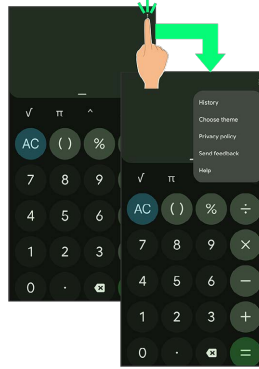 √ π ^
AC ( ) %
7 8 9
4 5 6
1 2 3
0 .
History
Choose theme
Privacy policy
Send feedback
Help
√ π
AC ( ) % ÷
7 8 9 ×
4 5 6 −
1 2 3 +
0 . =